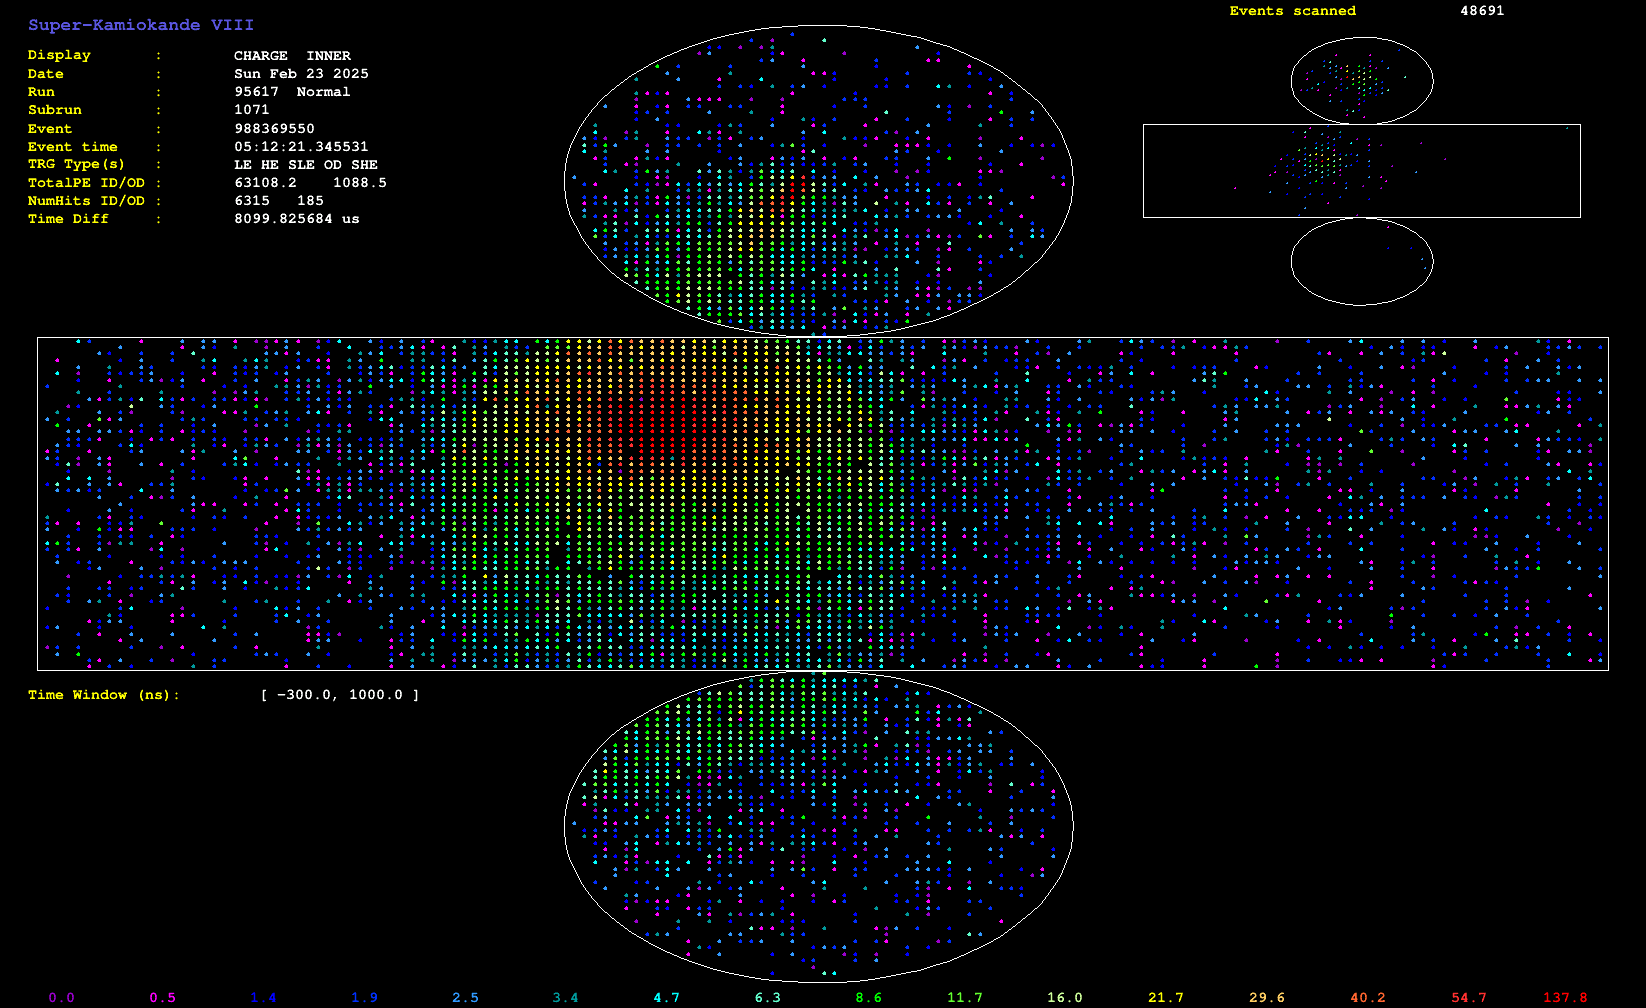 Super-Kamiokande VIII
Events scanned 48691
Display : CHARGE INNER
Date : Sun Feb 23 2025
Run : 95617 Normal
Subrun : 1071
Event : 988369550
Event time : 05:12:21.345531
TRG Type(s) : LE HE SLE OD SHE
TotalPE ID/OD : 63108.2 1088.5
NumHits ID/OD : 6315 185
Time Diff : 8099.825684 us
Time Window (ns): [ -300.0, 1000.0 ]
0.0 0.5 1.4 1.9 2.5 3.4 4.7 6.3 8.6 11.7 16.0 21.7 29.6 40.2 54.7 137.8